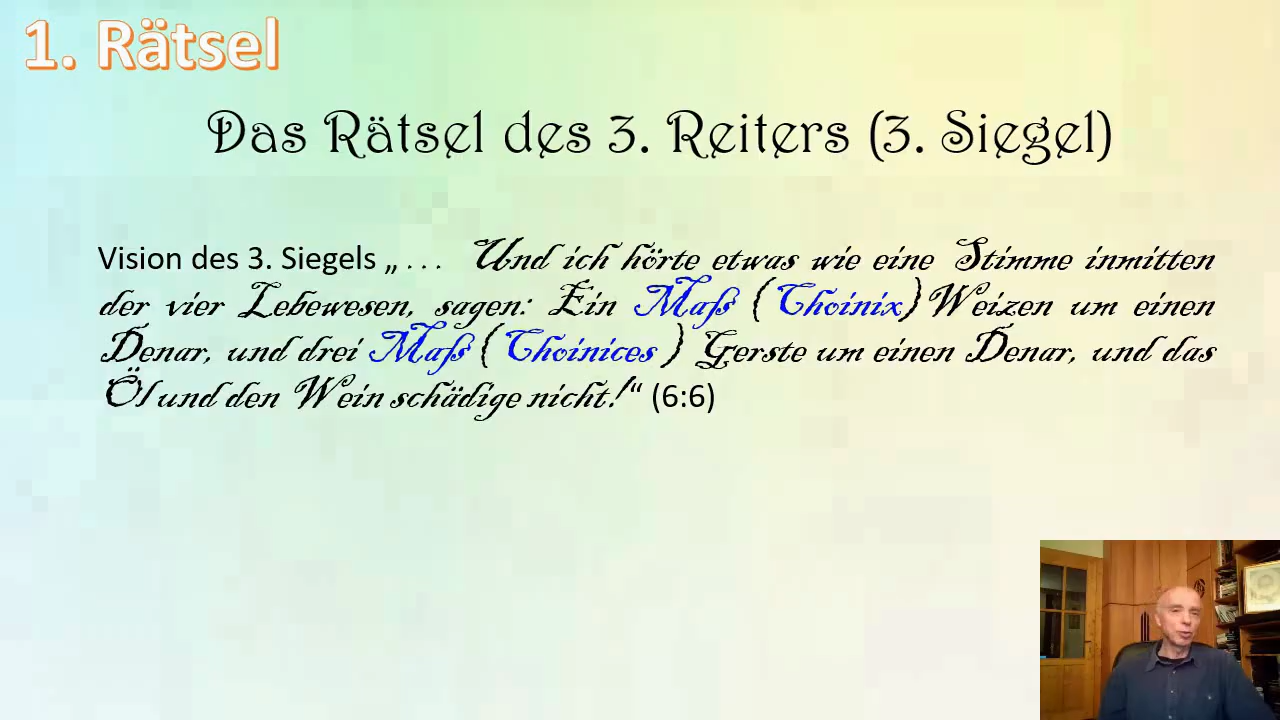 1. Rätsel
Das Rätsel des 3. Reiters (3. Siegel)
Vision des 3. Siegels „… Und ich hörte etwas wie eine Stimme inmitten
der vier Lebewesen, sagen: Ein Maß (Choinix) Weizen um einen
Denar, und drei Maß (Choinices ) Gerste um einen Denar, und das
Öl und den Wein schädige nicht!“ (6:6)